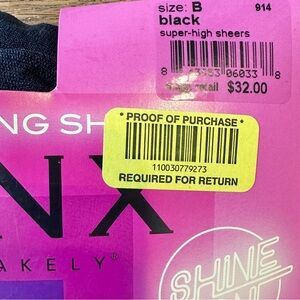 size: B 914
black
super-high sheers
$32.00
NG SH
* PROOF OF PURCHASE *
110030779273
REQUIRED FOR RETURN
NX
AKELY®
SHINE